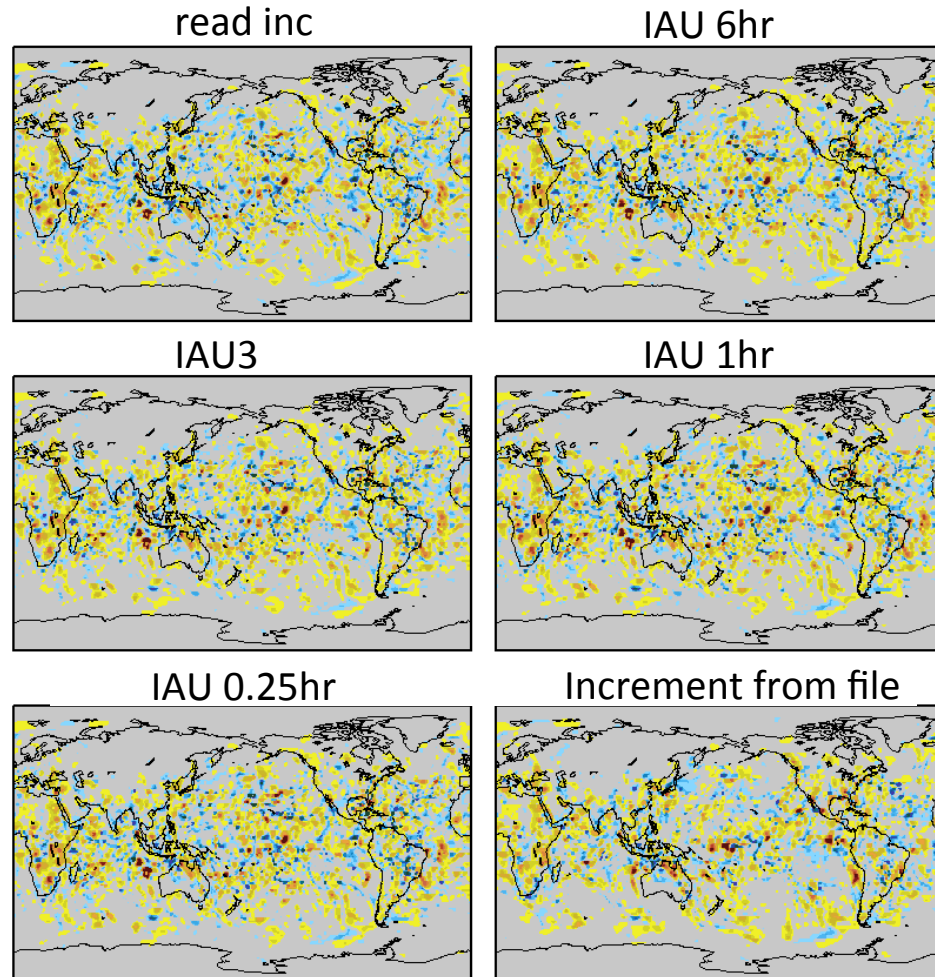 read inc
IAU 6hr
IAU3
IAU 1hr
IAU 0.25hr
Increment from file